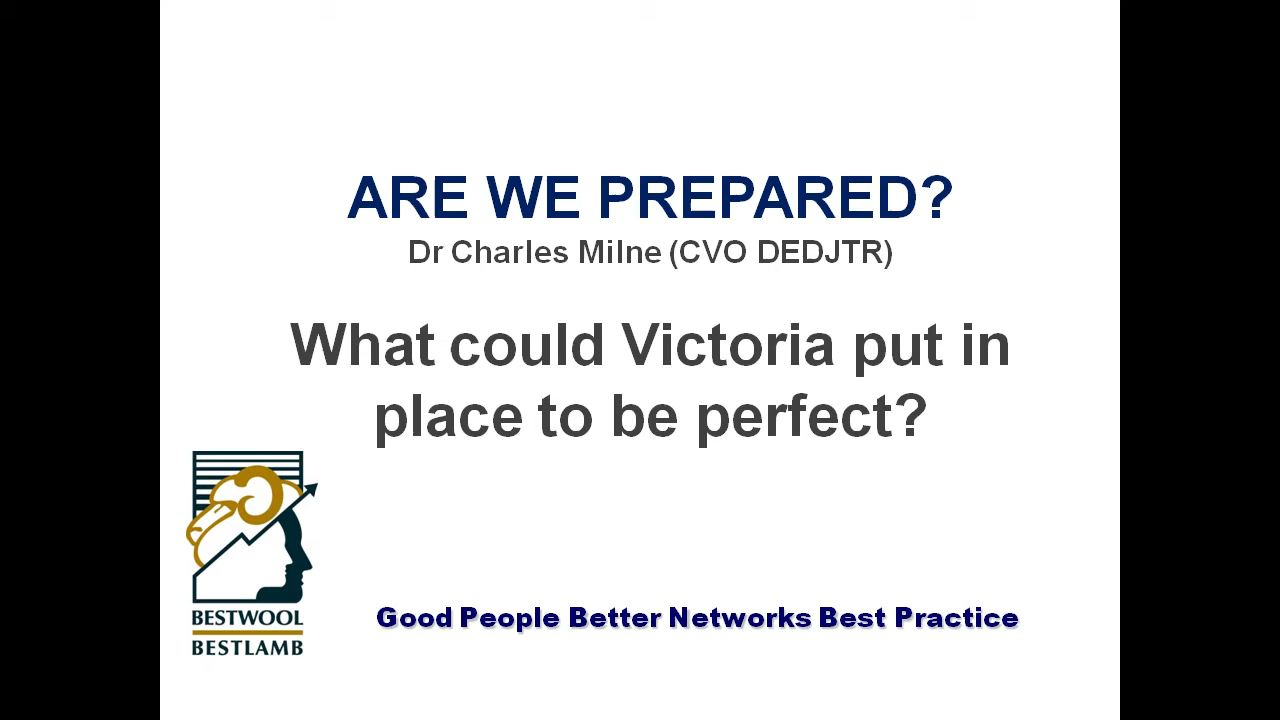 ARE WE PREPARED?
Dr Charles Milne (CVO DEDJTR)
What could Victoria put in
place to be perfect?
BESTWOOL
BESTLAMB
Good People Better Networks Best Practice